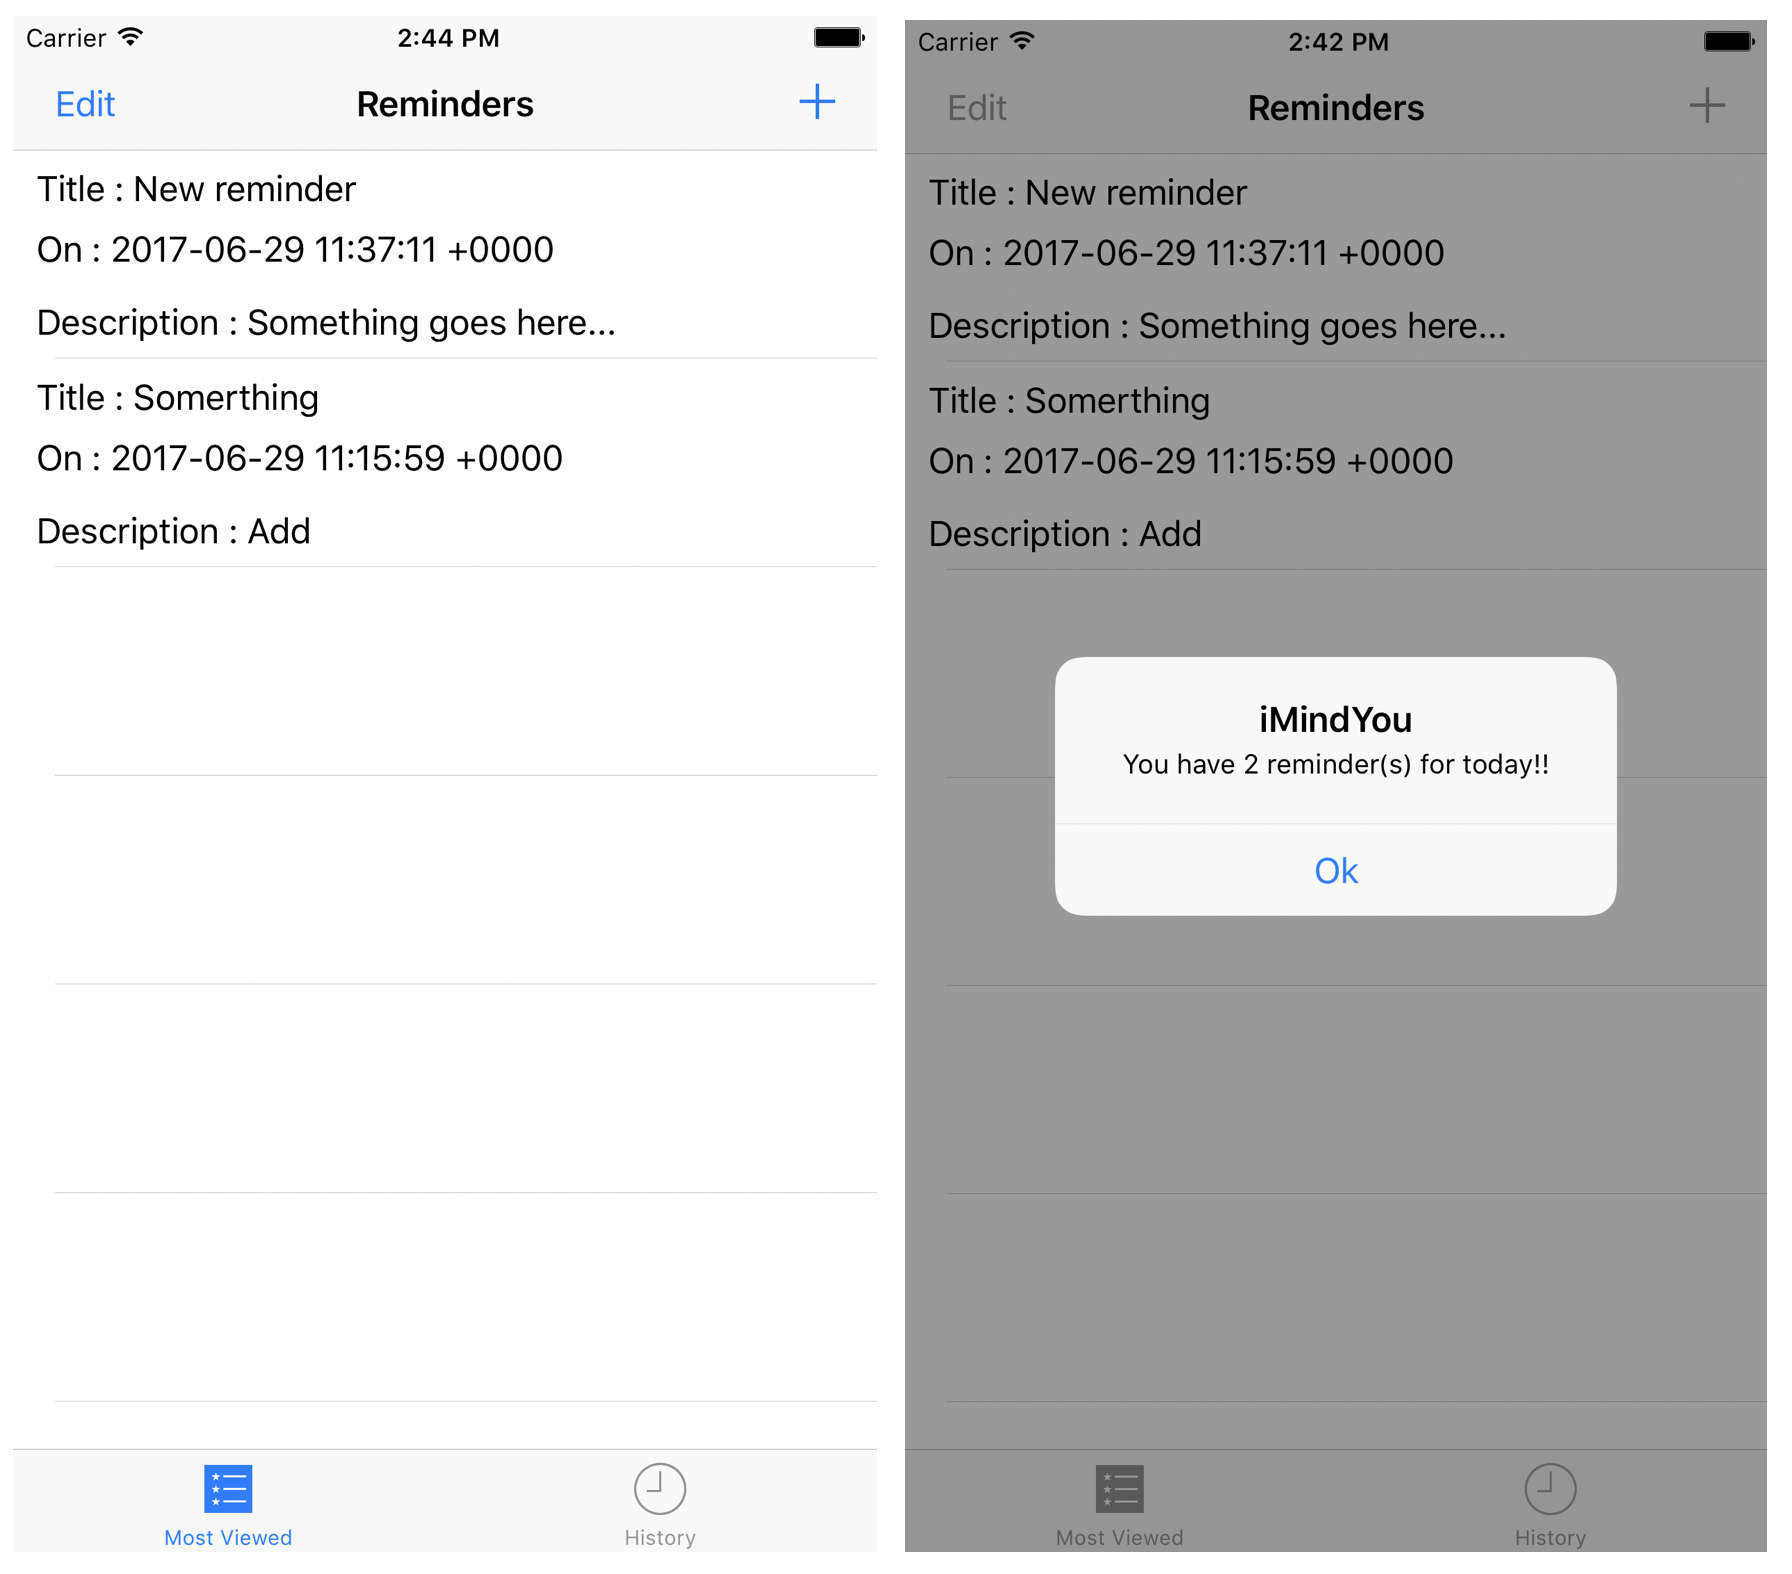 Carrier 2:44 PM
Edit Reminders +
Title : New reminder
On : 2017-06-29 11:37:11 +0000
Description : Something goes here...
Title : Somerthing
On : 2017-06-29 11:15:59 +0000
Description : Add
Most Viewed History
Carrier 2:42 PM
Edit Reminders +
Title : New reminder
On : 2017-06-29 11:37:11 +0000
Description : Something goes here...
Title : Somerthing
On : 2017-06-29 11:15:59 +0000
Description : Add
iMindYou
You have 2 reminder(s) for today!!
Ok
Most Viewed History